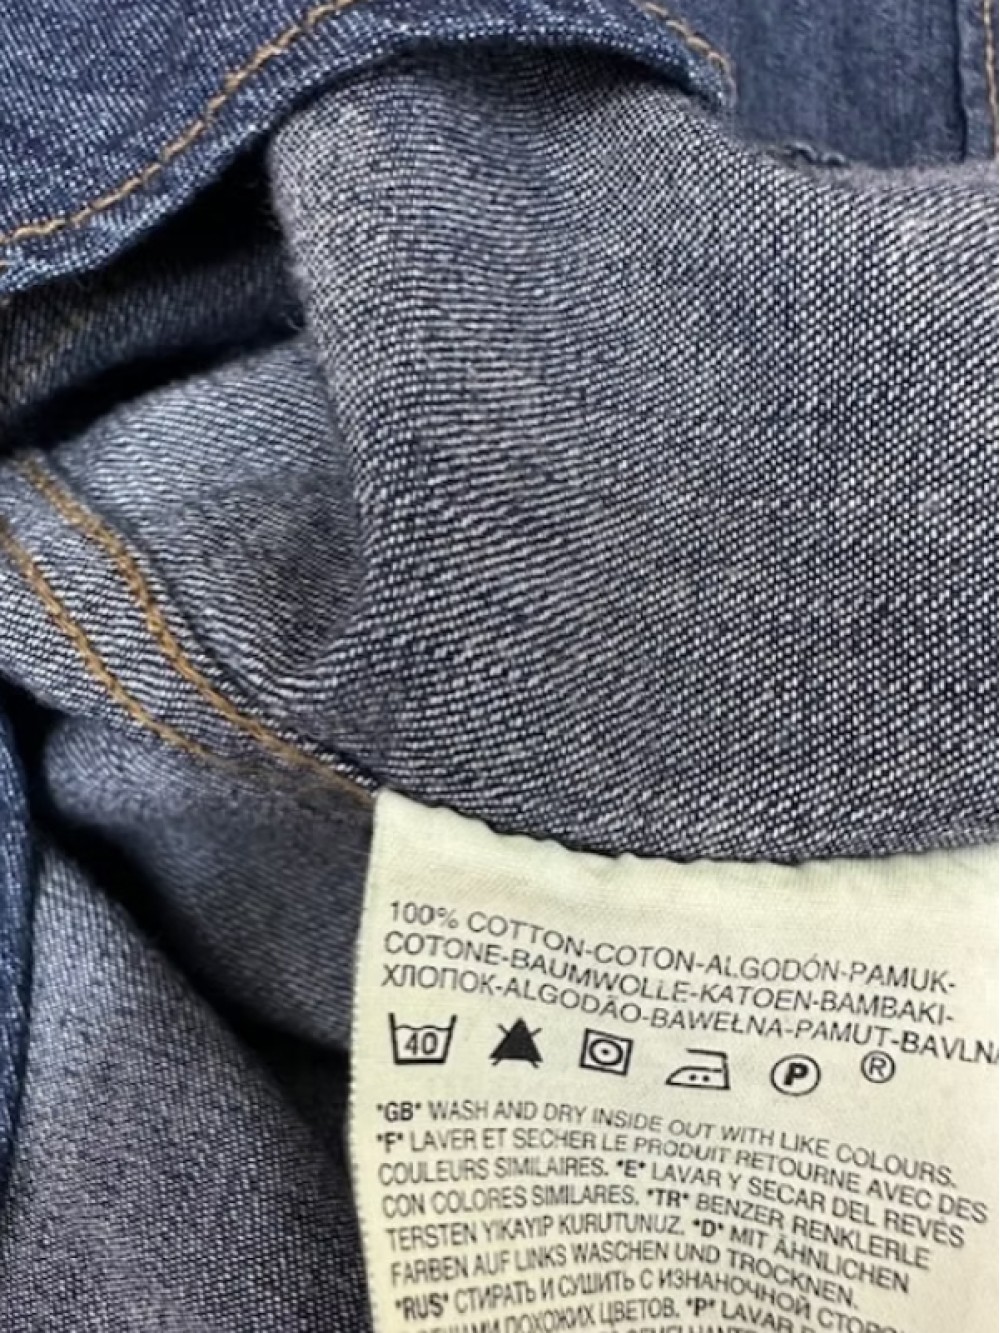 100% COTTON-COTON-ALGODÓN-PAMUK-
COTONE-BAUMWOLLE-KATOEN-BAMBAKI-
ХЛОПОК-ALGODÃO-BAWEŁNA-PAMUT-BAVLNA
40 P ®
*GB* WASH AND DRY INSIDE OUT WITH LIKE COLOURS.
*F* LAVER ET SECHER LE PRODUIT RETOURNE AVEC DES
COULEURS SIMILAIRES. *E* LAVAR Y SECAR DEL REVÉS
CON COLORES SIMILARES. *TR* BENZER RENKLERLE
TERSTEN YIKAYIP KURUTUNUZ. *D* MIT ÄHNLICHEN
FARBEN AUF LINKS WASCHEN UND TROCKNEN.
*RUS* СТИРАТЬ И СУШИТЬ С ИЗНАНОЧНОЙ СТОРО
ПОХОЖИХ ЦВЕТОВ. *P* LAVAR